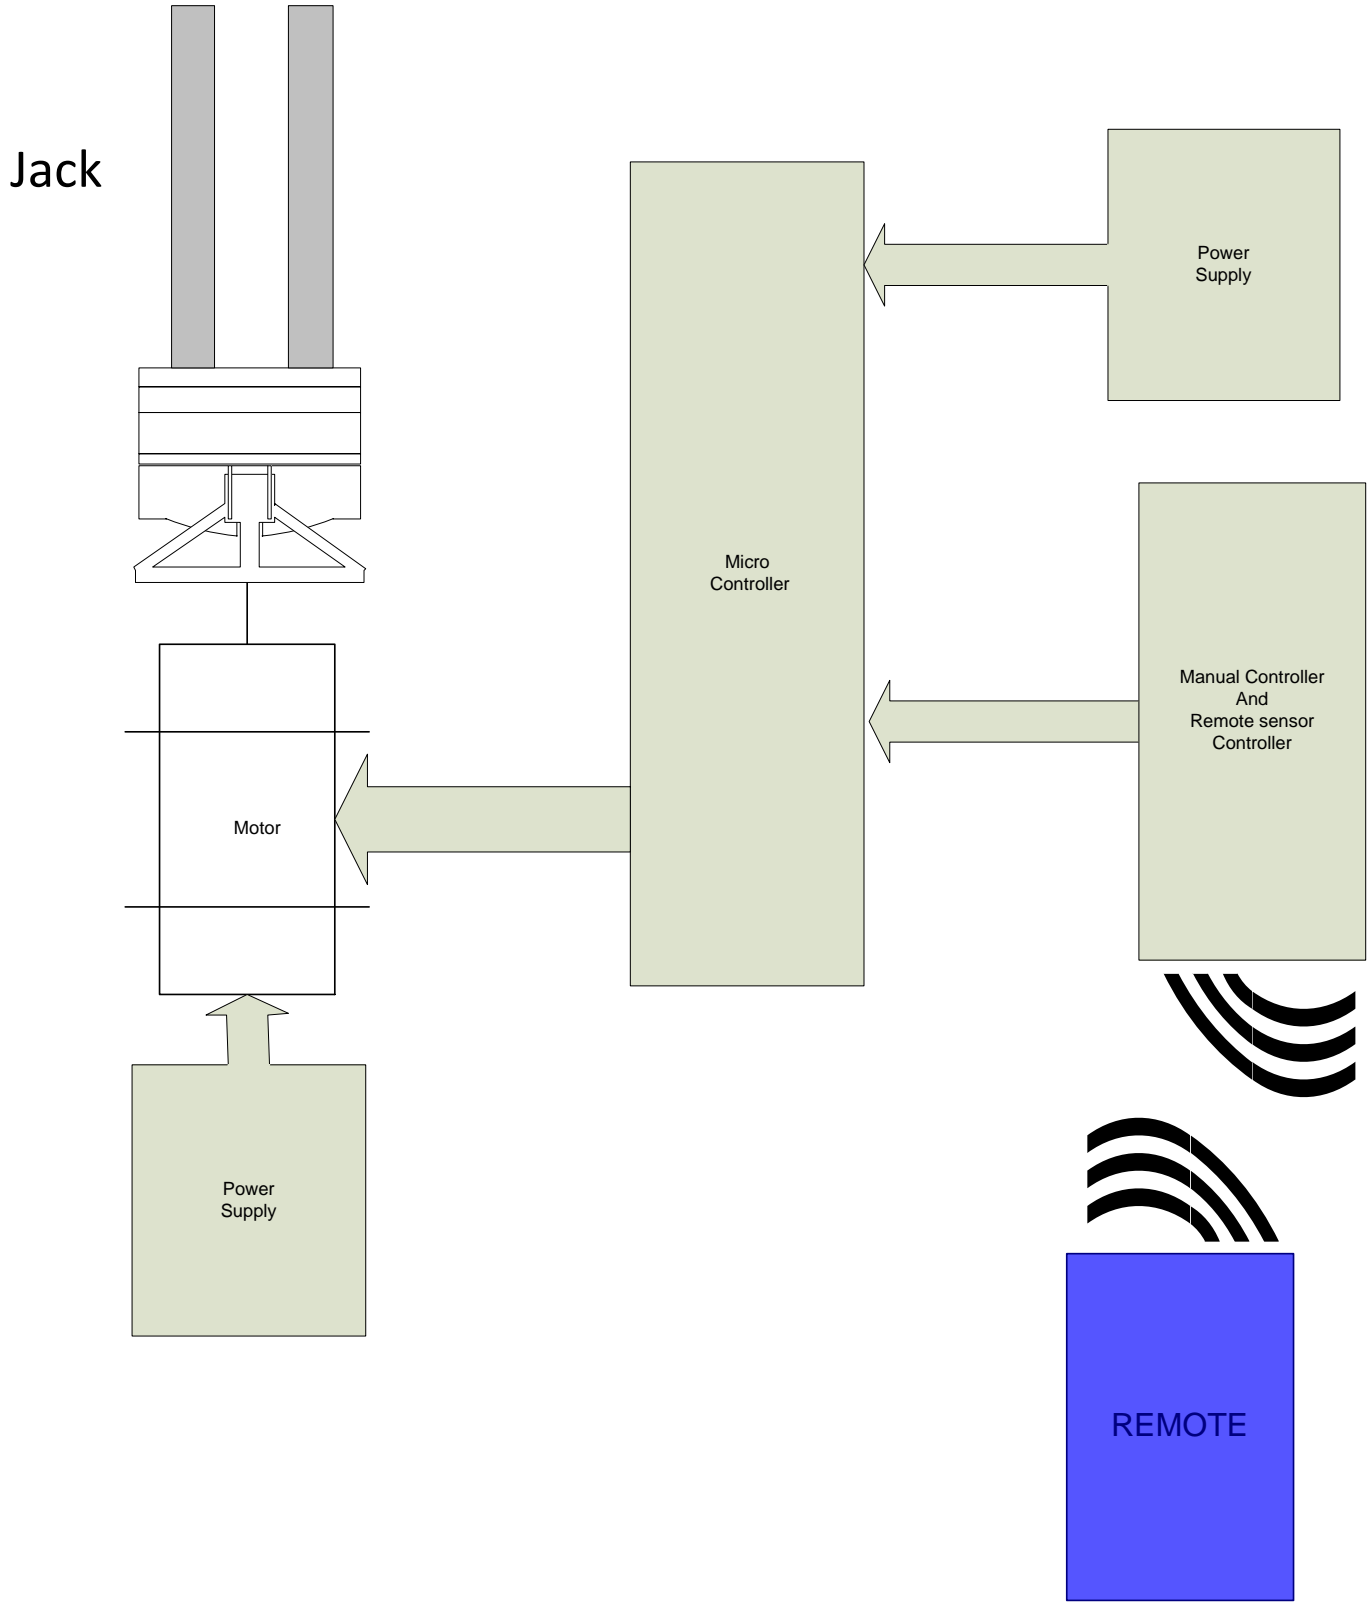 Jack
Power
Supply
Micro
Controller
Manual Controller
And
Remote sensor
Controller
Motor
Power
Supply
REMOTE